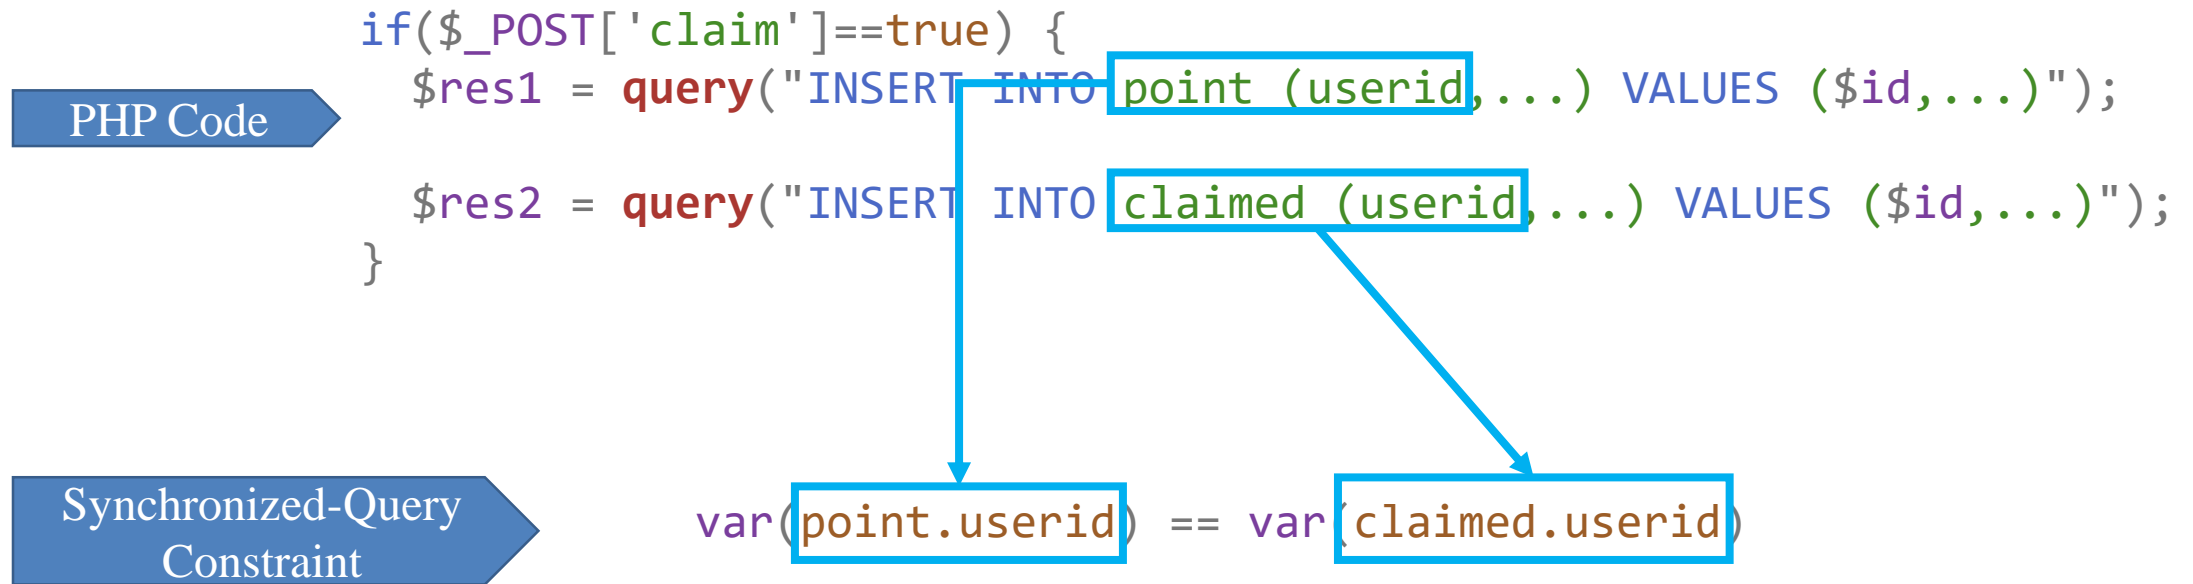 if($_POST['claim']==true) {
PHP Code
$res1 = query("INSERT INTO point (userid,...) VALUES ($id,...)");
$res2 = query("INSERT INTO claimed (userid,...) VALUES ($id,...)");
}
Synchronized-Query
Constraint
var(point.userid) == var(claimed.userid)